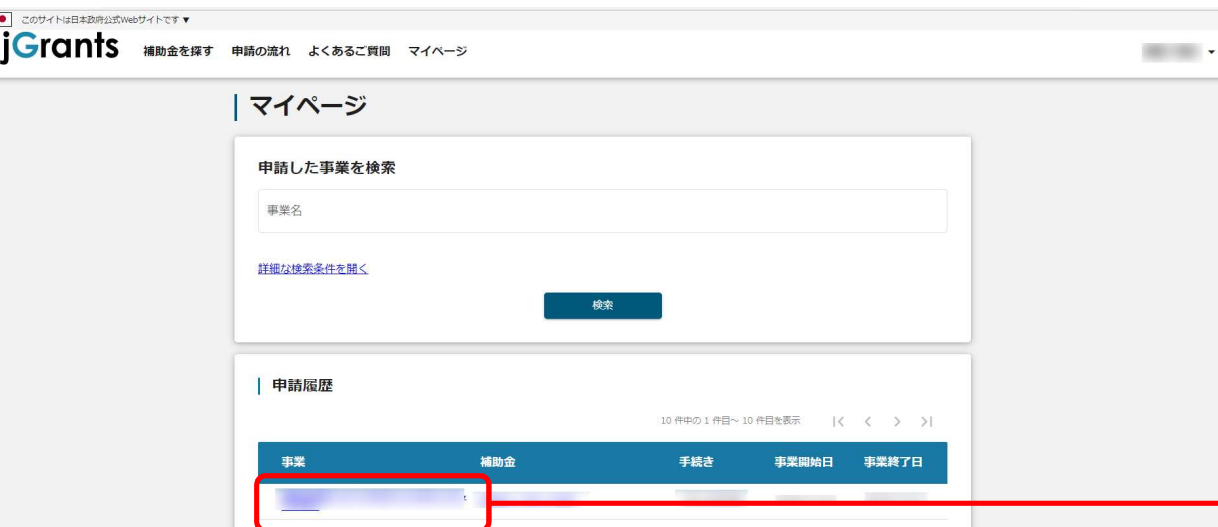 このサイトは日本政府公式Webサイトです ▼
jGrants 補助金を探す 申請の流れ よくあるご質問 マイページ
マイページ
申請した事業を検索
事業名
詳細な検索条件を開く
検索
申請履歴
10 件中の 1 件目〜 10 件目を表示
事業 補助金 手続き 事業開始日 事業終了日